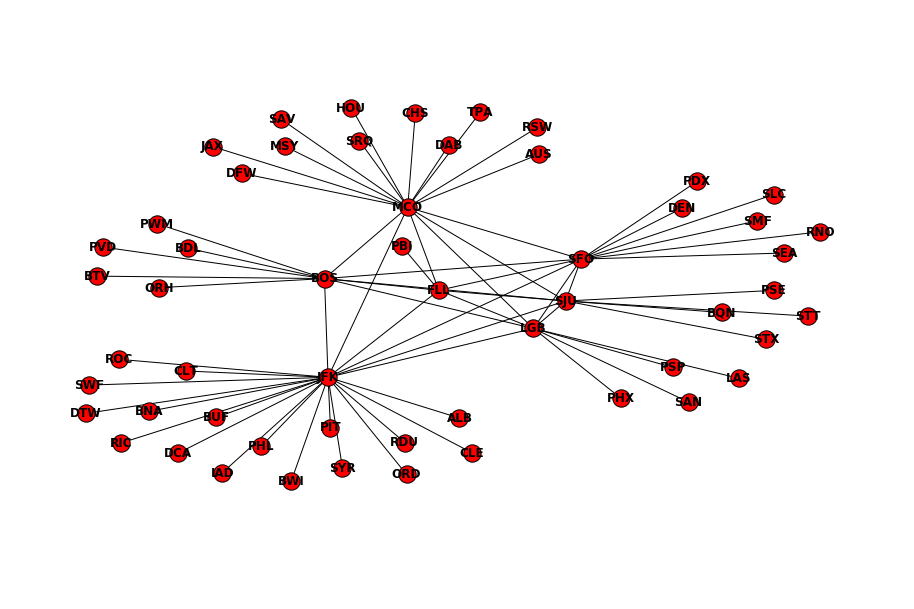 HOU
CHS
TPA
SAV
RSW
JAX
MSY
SRQ
DAB
AUS
DFW
PDX
SLC
DEN
MCO
PWM
SMF
RNO
PVD
BDL
PBI
SEA
SFO
BTV
BOS
ORH
FLL
PSE
SJU
BQN
STT
LGB
STX
ROC
CLT
JFK
PSP
LAS
SWF
PHX
SAN
DTW
BNA
BUF
ALB
PIT
RIC
DCA
PHL
RDU
CLE
IAD
SYR
ORD
BWI